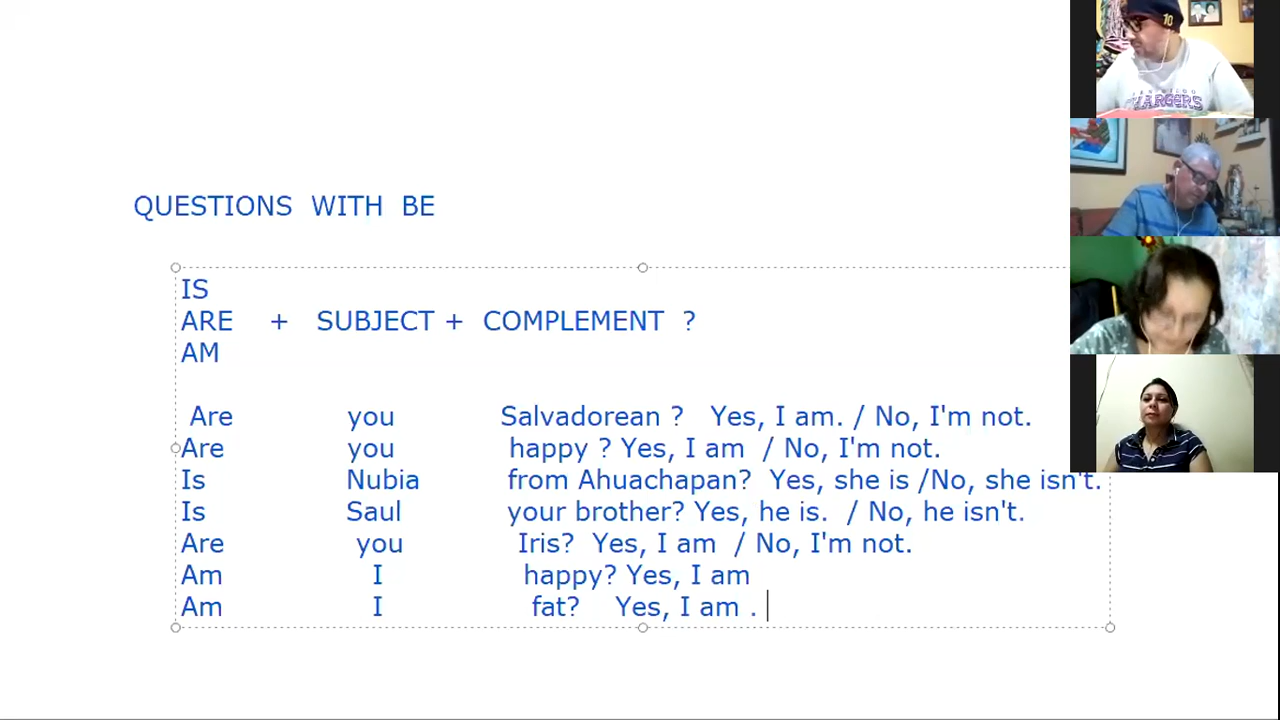 QUESTIONS WITH BE
IS
ARE + SUBJECT + COMPLEMENT ?
AM
Are you Salvadorean ? Yes, I am. / No, I'm not.
Are you happy ? Yes, I am / No, I'm not.
Is Nubia from Ahuachapan? Yes, she is /No, she isn't.
Is Saul your brother? Yes, he is. / No, he isn't.
Are you Iris? Yes, I am / No, I'm not.
Am I happy? Yes, I am
Am I fat? Yes, I am .
10
CHARGERS